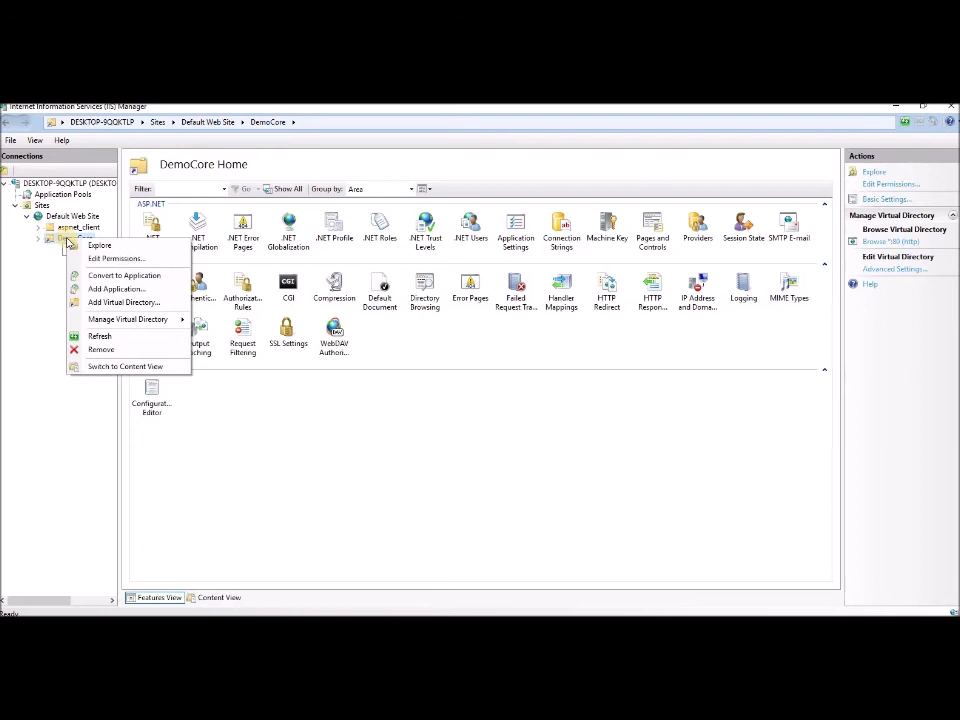 Internet Information Services (IIS) Manager
DESKTOP-9QQKTLP Sites Default Web Site DemoCore
File View Help
Connections
DESKTOP-9QQKTLP (DESKTO
Application Pools
Sites
Default Web Site
aspnet_client
Explore
Edit Permissions...
Convert to Application
Add Application...
Add Virtual Directory...
Manage Virtual Directory
Refresh
Remove
Switch to Content View
DemoCore Home
Filter: Go Show All Group by: Area
ASP.NET
.NET Error Pages
.NET Globalization
.NET Profile
.NET Roles
.NET Trust Levels
.NET Users
Application Settings
Connection Strings
Machine Key
Pages and Controls
Providers
Session State
SMTP E-mail
Authorizat... Rules
CGI
Compression
Default Document
Directory Browsing
Error Pages
Failed Request Tra...
Handler Mappings
HTTP Redirect
HTTP Respon...
IP Address and Doma...
Logging
MIME Types
Request Filtering
SSL Settings
WebDAV Authori...
Configurat... Editor
Features View Content View
Actions
Explore
Edit Permissions...
Basic Settings...
Manage Virtual Directory
Browse Virtual Directory
Browse *:80 (http)
Edit Virtual Directory
Advanced Settings...
Help
Ready